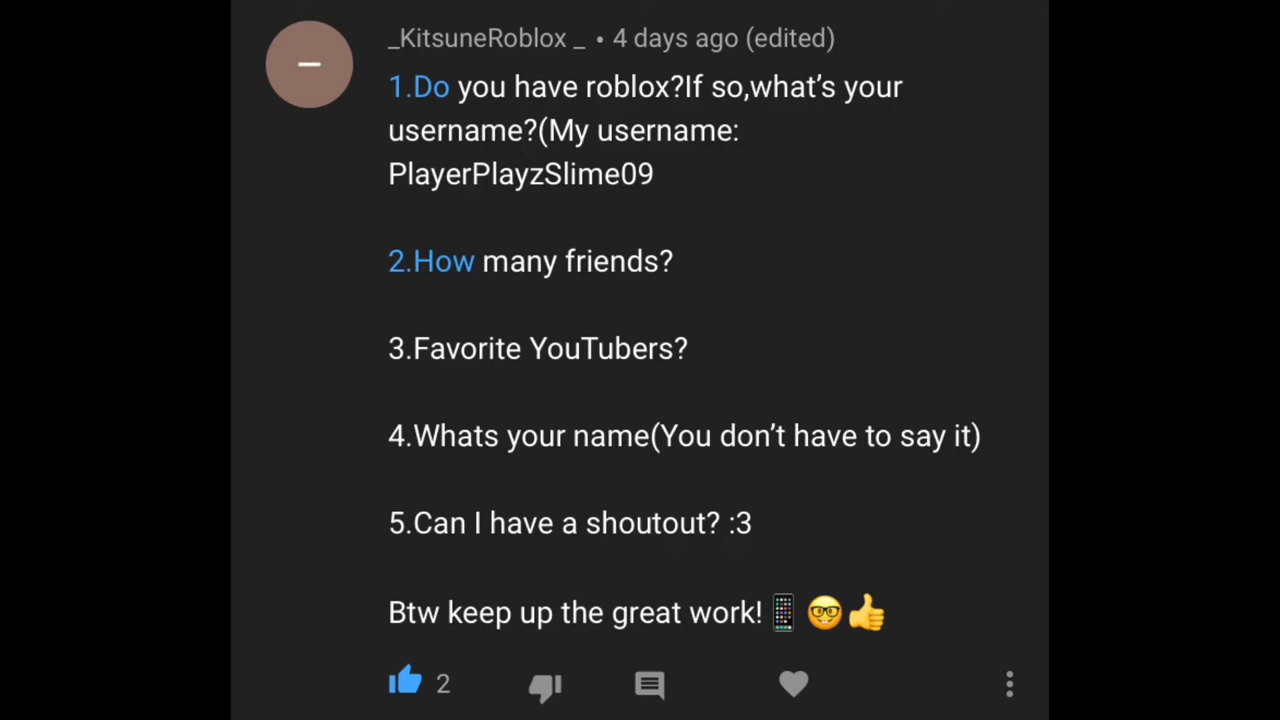 _KitsuneRoblox _ • 4 days ago (edited)
1.Do you have roblox?If so,what’s your
username?(My username:
PlayerPlayzSlime09
2.How many friends?
3.Favorite YouTubers?
4.Whats your name(You don’t have to say it)
5.Can I have a shoutout? :3
Btw keep up the great work!📱🤓👍
2